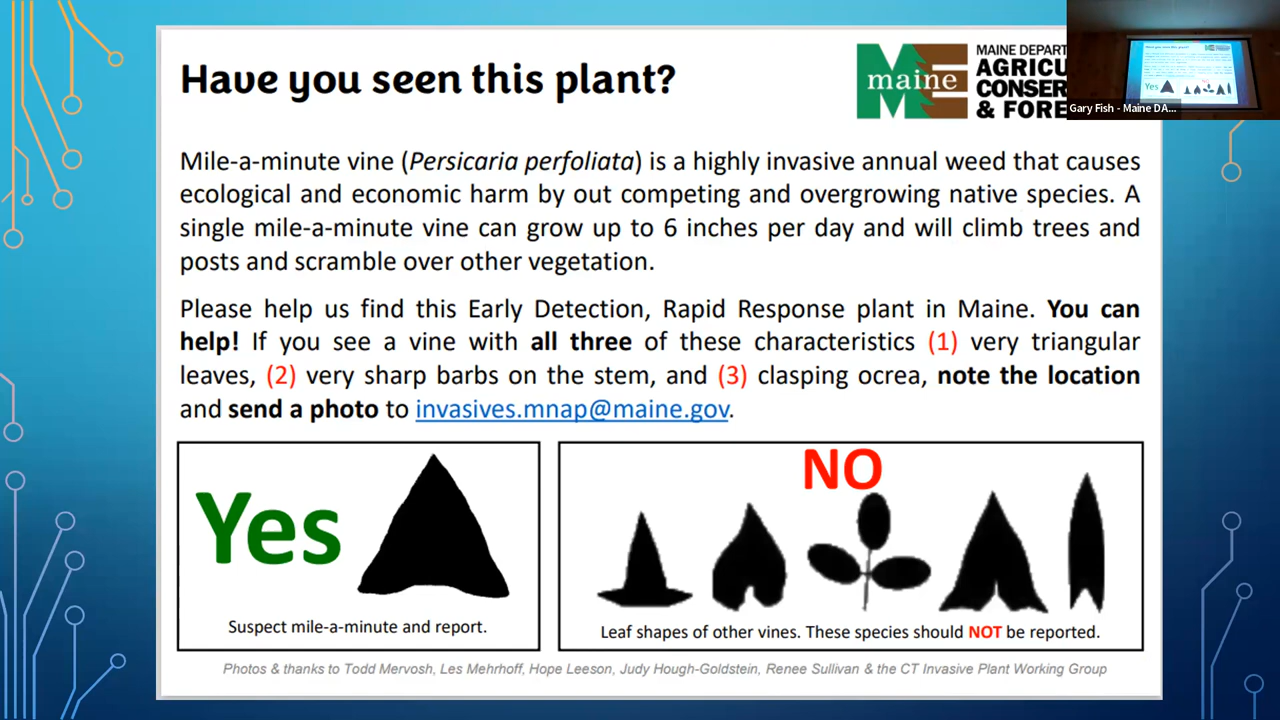 Have you seen this plant?
maine
MAINE DEPART
AGRICU
CONSER
& FORE
Gary Fish - Maine DA...
Mile-a-minute vine (Persicaria perfoliata) is a highly invasive annual weed that causes
ecological and economic harm by out competing and overgrowing native species. A
single mile-a-minute vine can grow up to 6 inches per day and will climb trees and
posts and scramble over other vegetation.
Please help us find this Early Detection, Rapid Response plant in Maine. You can
help! If you see a vine with all three of these characteristics (1) very triangular
leaves, (2) very sharp barbs on the stem, and (3) clasping ocrea, note the location
and send a photo to invasives.mnap@maine.gov.
Yes
Suspect mile-a-minute and report.
NO
Leaf shapes of other vines. These species should NOT be reported.
Photos & thanks to Todd Mervosh, Les Mehrhoff, Hope Leeson, Judy Hough-Goldstein, Renee Sullivan & the CT Invasive Plant Working Group